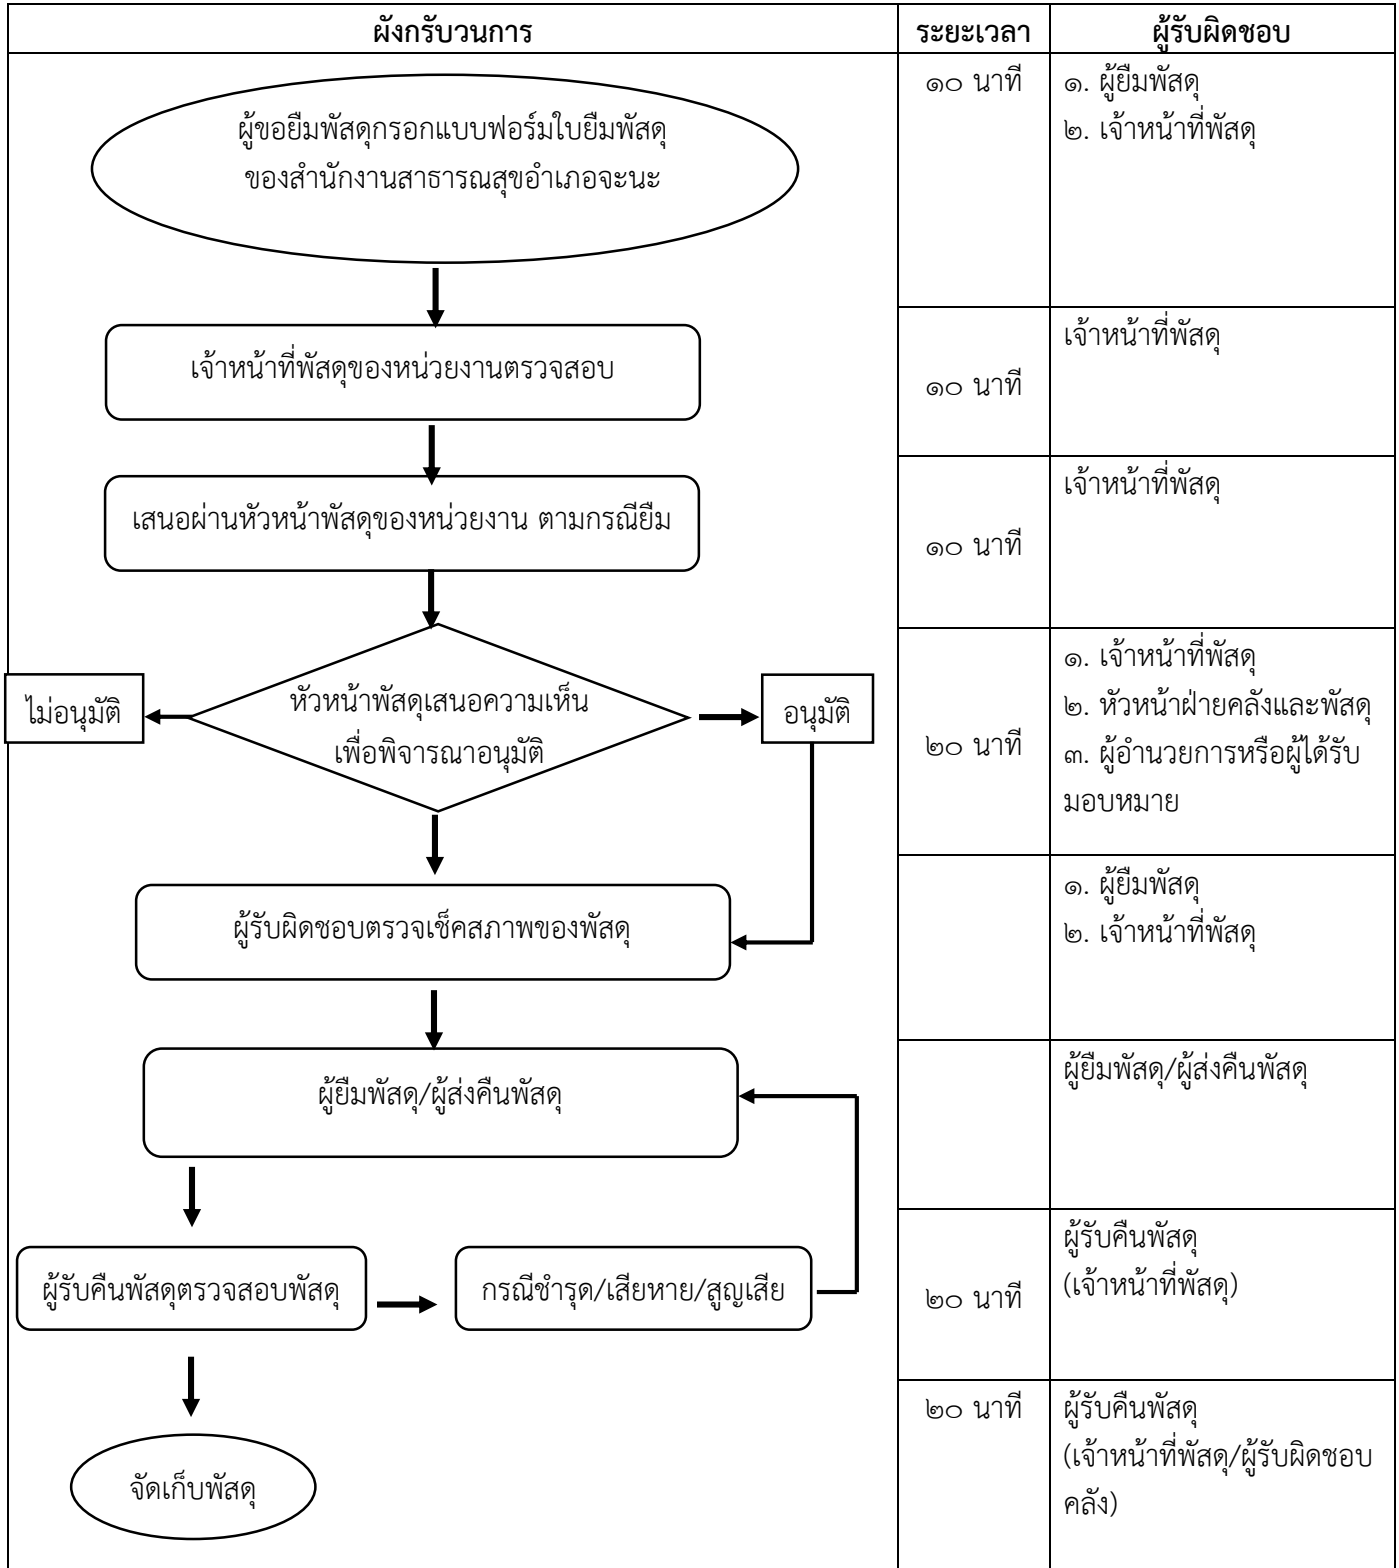 ผังกรับวนการ
ระยะเวลา
ผู้รับผิดชอบ
ผู้ขอยืมพัสดุกรอกแบบฟอร์มใบยืมพัสดุ
ของสำนักงานสาธารณสุขอำเภอจะนะ
๑๐ นาที
๑. ผู้ยืมพัสดุ
๒. เจ้าหน้าที่พัสดุ
เจ้าหน้าที่พัสดุของหน่วยงานตรวจสอบ
๑๐ นาที
เจ้าหน้าที่พัสดุ
เสนอผ่านหัวหน้าพัสดุของหน่วยงาน ตามกรณียืม
๑๐ นาที
เจ้าหน้าที่พัสดุ
ไม่อนุมัติ
หัวหน้าพัสดุเสนอความเห็น
เพื่อพิจารณาอนุมัติ
อนุมัติ
๒๐ นาที
๑. เจ้าหน้าที่พัสดุ
๒. หัวหน้าฝ่ายคลังและพัสดุ
๓. ผู้อำนวยการหรือผู้ได้รับ
มอบหมาย
ผู้รับผิดชอบตรวจเช็คสภาพของพัสดุ
๑. ผู้ยืมพัสดุ
๒. เจ้าหน้าที่พัสดุ
ผู้ยืมพัสดุ/ผู้ส่งคืนพัสดุ
ผู้ยืมพัสดุ/ผู้ส่งคืนพัสดุ
ผู้รับคืนพัสดุตรวจสอบพัสดุ
กรณีชำรุด/เสียหาย/สูญเสีย
๒๐ นาที
ผู้รับคืนพัสดุ
(เจ้าหน้าที่พัสดุ)
จัดเก็บพัสดุ
๒๐ นาที
ผู้รับคืนพัสดุ
(เจ้าหน้าที่พัสดุ/ผู้รับผิดชอบ
คลัง)